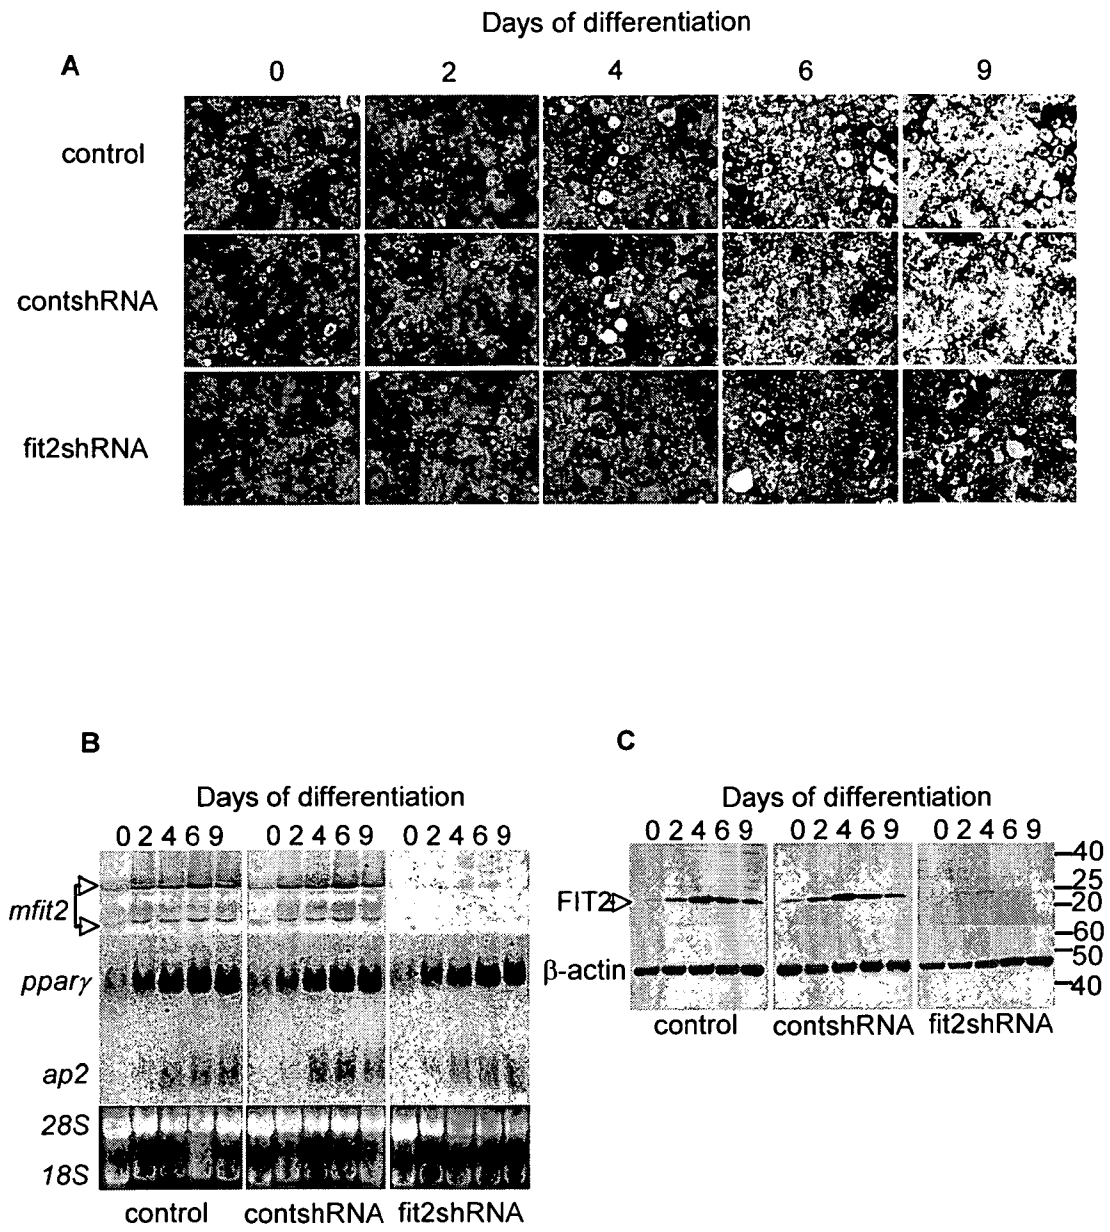 Days of differentiation
A
0 2 4 6 9
control
contshRNA
fit2shRNA
B
Days of differentiation
0 2 4 6 9 0 2 4 6 9 0 2 4 6 9
mfit2
pparγ
ap2
28S
18S
control contshRNA fit2shRNA
C
Days of differentiation
0 2 4 6 9 0 2 4 6 9 0 2 4 6 9
40
25
FIT2
20
60
50
β-actin
40
control contshRNA fit2shRNA